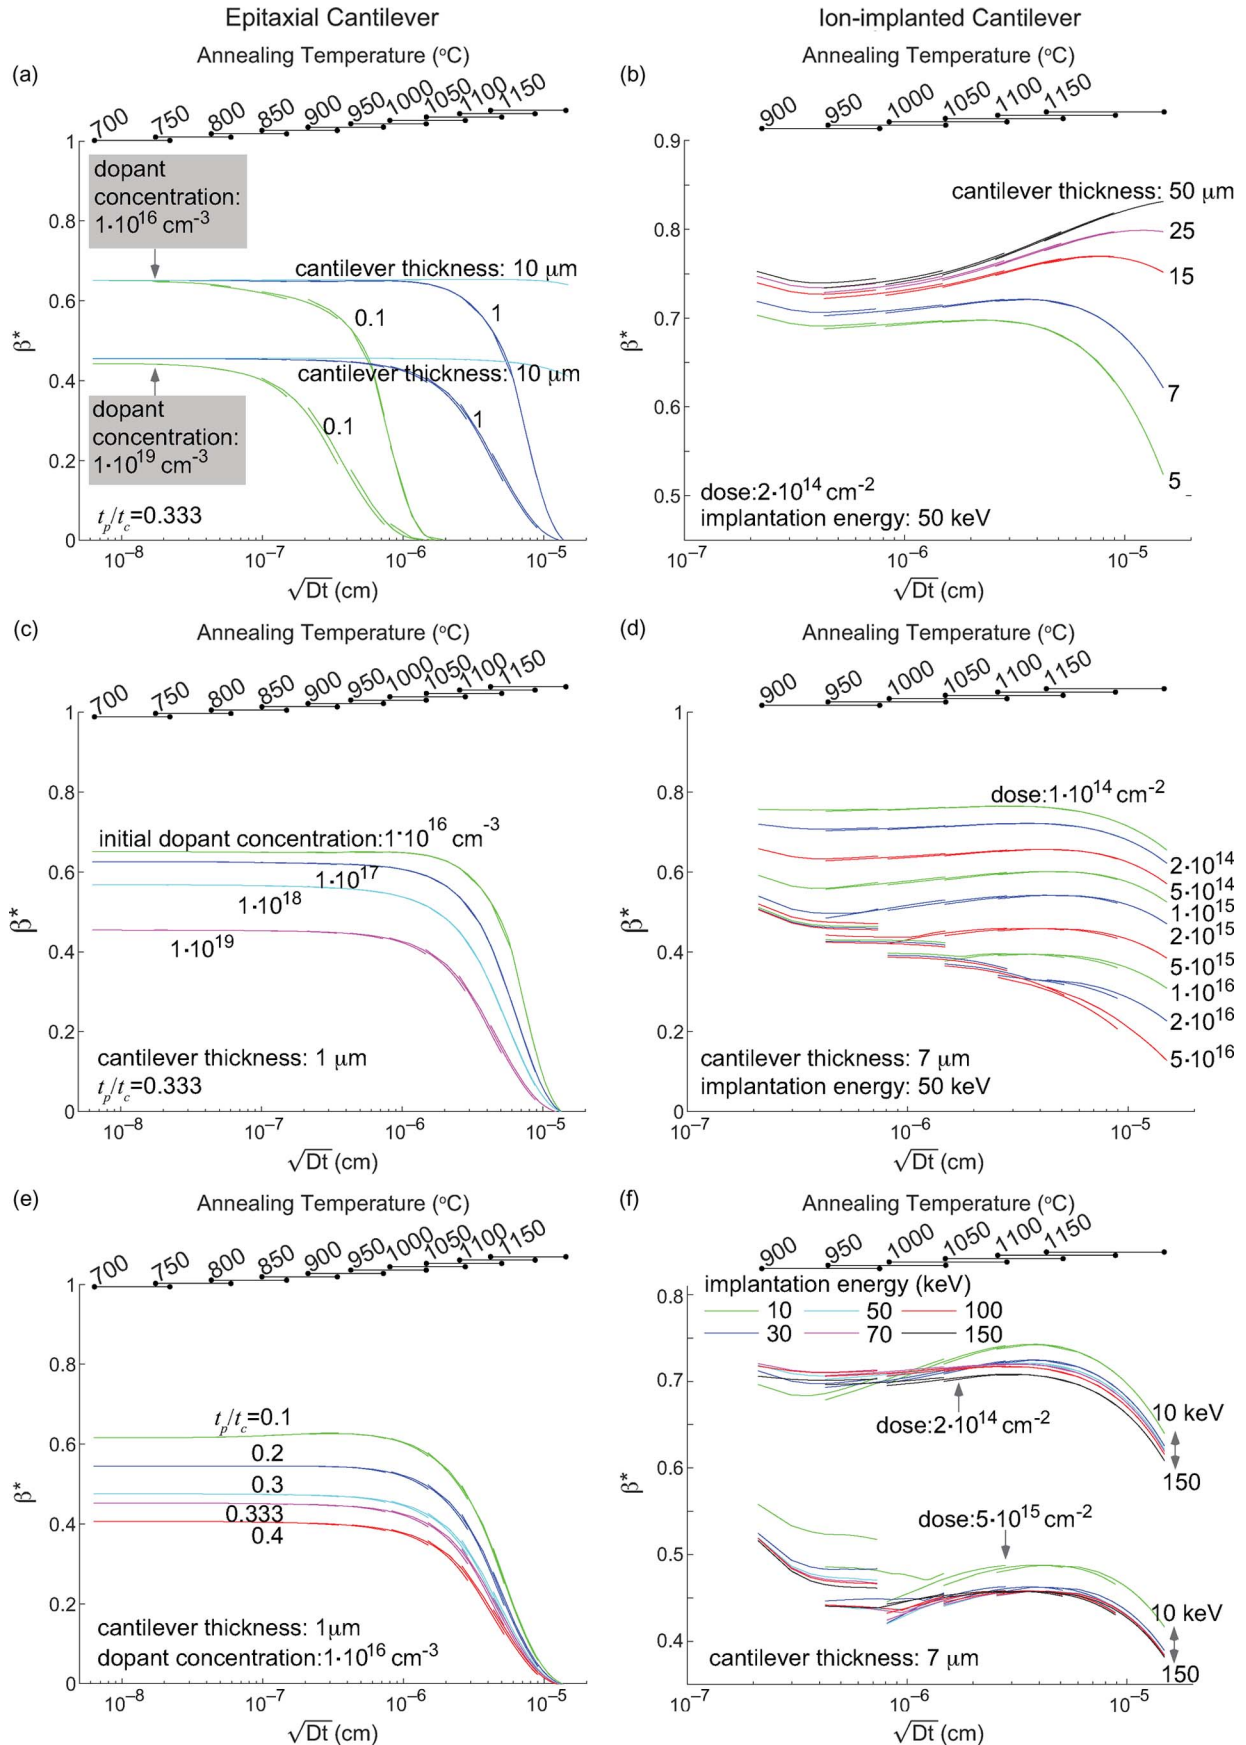 Epitaxial Cantilever
Ion-implanted Cantilever
(a)
Annealing Temperature (°C)
700 750 800 850 900 950 1000 1050 1100 1150
1
0.8
0.6
0.4
0.2
0
β*
dopant
concentration:
1·10^16 cm^-3
cantilever thickness: 10 μm
0.1
1
cantilever thickness: 10 μm
0.1
1
dopant
concentration:
1·10^19 cm^-3
t_p/t_c=0.333
10^-8 10^-7 10^-6 10^-5
√Dt (cm)
(b)
Annealing Temperature (°C)
900 950 1000 1050 1100 1150
0.9
0.8
0.7
0.6
0.5
β*
cantilever thickness: 50 μm
25
15
7
5
dose:2·10^14 cm^-2
implantation energy: 50 keV
10^-7 10^-6 10^-5
√Dt (cm)
(c)
Annealing Temperature (°C)
700 750 800 850 900 950 1000 1050 1100 1150
1
0.8
0.6
0.4
0.2
0
β*
initial dopant concentration:1·10^16 cm^-3
1·10^17
1·10^18
1·10^19
cantilever thickness: 1 μm
t_p/t_c=0.333
10^-8 10^-7 10^-6 10^-5
√Dt (cm)
(d)
Annealing Temperature (°C)
900 950 1000 1050 1100 1150
1
0.8
0.6
0.4
0.2
0
β*
dose:1·10^14 cm^-2
2·10^14
5·10^14
1·10^15
2·10^15
5·10^15
1·10^16
2·10^16
5·10^16
cantilever thickness: 7 μm
implantation energy: 50 keV
10^-7 10^-6 10^-5
√Dt (cm)
(e)
Annealing Temperature (°C)
700 750 800 850 900 950 1000 1050 1100 1150
1
0.8
0.6
0.4
0.2
0
β*
t_p/t_c=0.1
0.2
0.3
0.333
0.4
cantilever thickness: 1μm
dopant concentration:1·10^16 cm^-3
10^-8 10^-7 10^-6 10^-5
√Dt (cm)
(f)
Annealing Temperature (°C)
900 950 1000 1050 1100 1150
implantation energy (keV)
10 50 100
30 70 150
0.8
0.7
0.6
0.5
0.4
β*
dose:2·10^14 cm^-2
10 keV
150
dose:5·10^15 cm^-2
10 keV
150
cantilever thickness: 7 μm
10^-7 10^-6 10^-5
√Dt (cm)